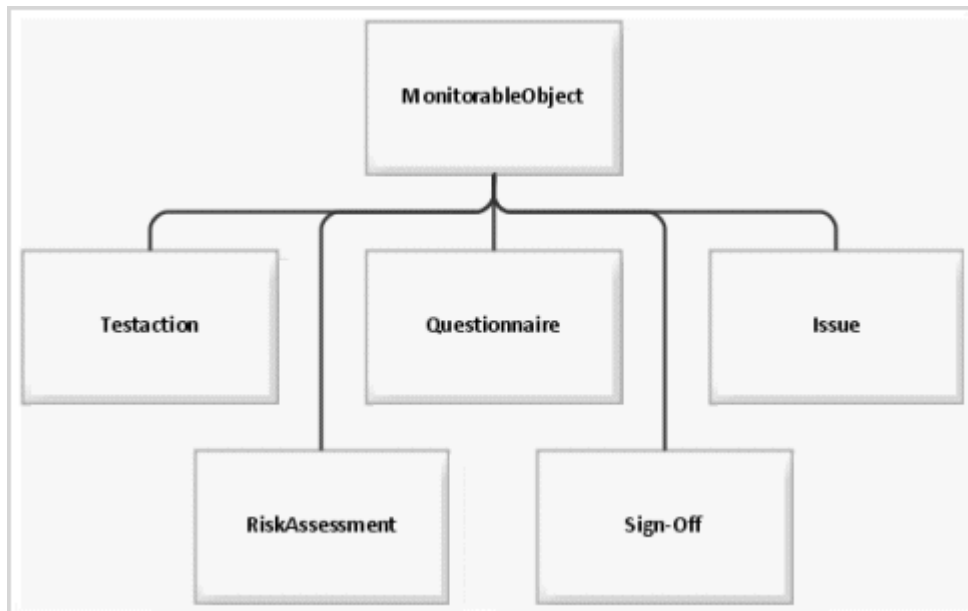 MonitorableObject
Testaction
Questionnaire
Issue
RiskAssessment
Sign-Off